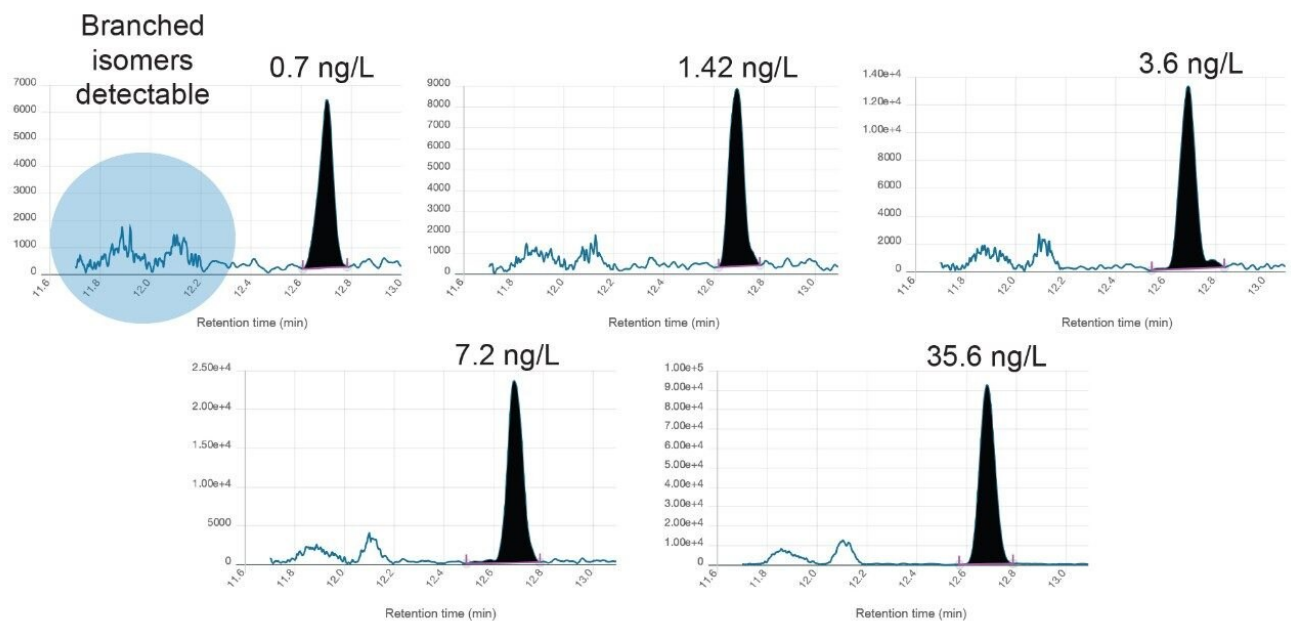 Branched
isomers
detectable
0.7 ng/L
7000
6000
5000
4000
3000
2000
1000
0
11.6
11.8
12.0
12.2
12.4
12.6
12.8
13.0
Retention time (min)
1.42 ng/L
9000
8000
7000
6000
5000
4000
3000
2000
1000
0
11.6
11.8
12.0
12.2
12.4
12.6
12.8
13.0
Retention time (min)
3.6 ng/L
1.40e+4
1.20e+4
1.00e+4
8000
6000
4000
2000
0
11.6
11.8
12.0
12.2
12.4
12.6
12.8
13.0
Retention time (min)
7.2 ng/L
2.50e+4
2.00e+4
1.50e+4
1.00e+4
5000
0
11.6
11.8
12.0
12.2
12.4
12.6
12.8
13.0
Retention time (min)
35.6 ng/L
1.00e+5
9.00e+4
8.00e+4
7.00e+4
6.00e+4
5.00e+4
4.00e+4
3.00e+4
2.00e+4
1.00e+4
0
11.6
11.8
12.0
12.2
12.4
12.6
12.8
13.0
Retention time (min)